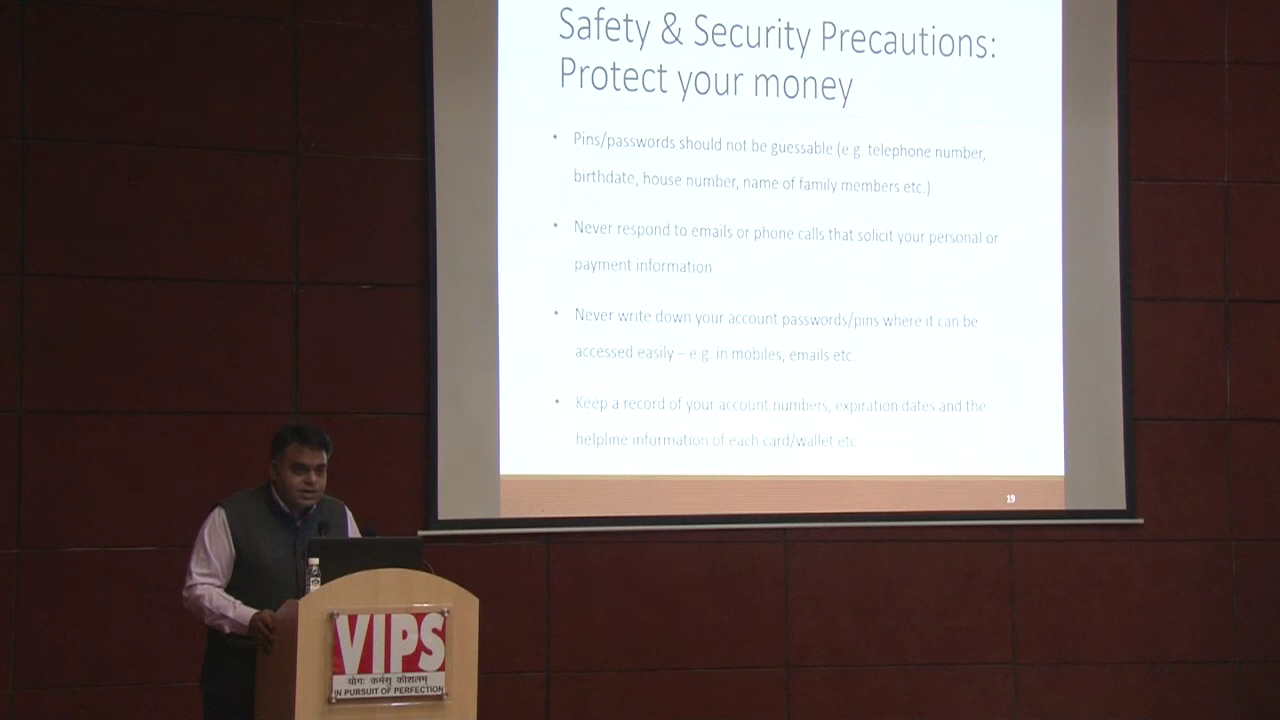 Safety & Security Precautions:
Protect your money
• Pins/passwords should not be guessable (e.g. telephone number,
birthdate, house number, name of family members etc.)
• Never respond to emails or phone calls that solicit your personal or
payment information
• Never write down your account passwords/pins where it can be
accessed easily – e.g. in mobiles, emails etc.
• Keep a record of your account numbers, expiration dates and the
helpline information of each card/wallet etc
19
VIPS
योगः कर्मसु कौशलम्
IN PURSUIT OF PERFECTION